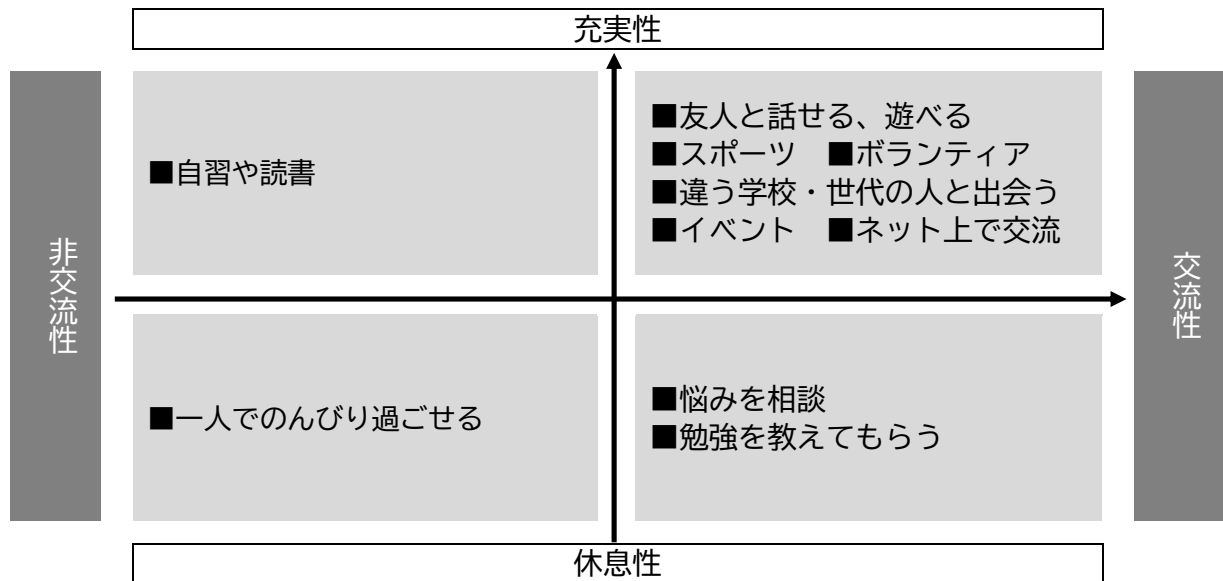 充実性
非交流性
■自習や読書
■友人と話せる、遊べる
■スポーツ　■ボランティア
■違う学校・世代の人と出会う
■イベント　■ネット上で交流
交流性
■一人でのんびり過ごせる
■悩みを相談
■勉強を教えてもらう
休息性